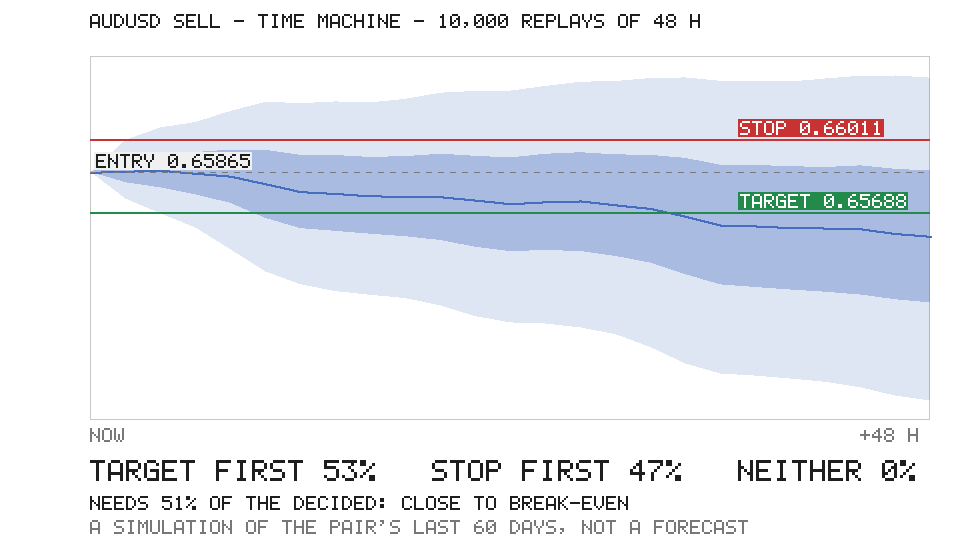 AUDUSD SELL - TIME MACHINE - 10,000 REPLAYS OF 48 H
STOP 0.66011
ENTRY 0.65865
TARGET 0.65688
NOW
+48 H
TARGET FIRST 53%   STOP FIRST 47%   NEITHER 0%
NEEDS 51% OF THE DECIDED: CLOSE TO BREAK-EVEN
A SIMULATION OF THE PAIR'S LAST 60 DAYS, NOT A FORECAST